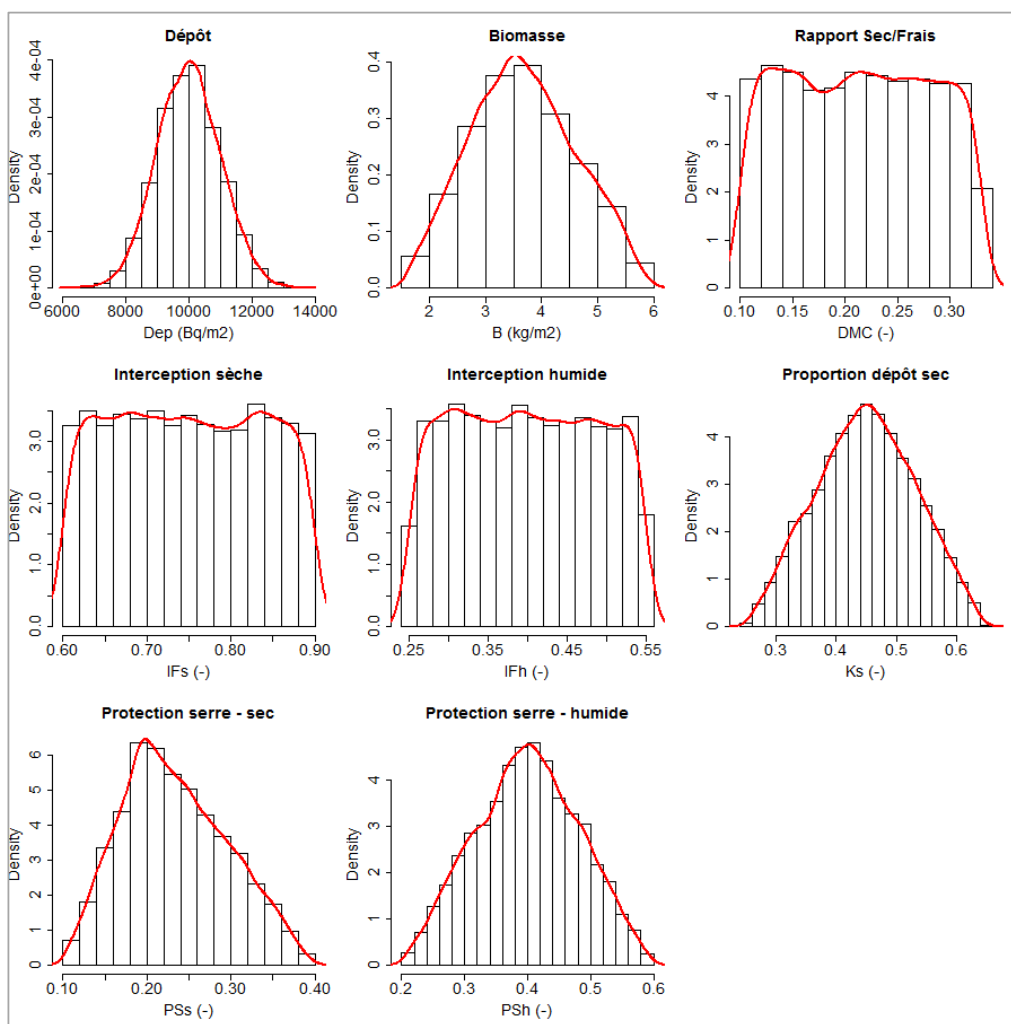 Dépôt
Density
0e+00 1e-04 2e-04 3e-04 4e-04
6000 8000 10000 12000 14000
Dep (Bq/m2)
Biomasse
Density
0.0 0.1 0.2 0.3 0.4
2 3 4 5 6
B (kg/m2)
Rapport Sec/Frais
Density
0 1 2 3 4
0.10 0.15 0.20 0.25 0.30
DMC (-)
Interception sèche
Density
0.0 1.0 2.0 3.0
0.60 0.70 0.80 0.90
IFs (-)
Interception humide
Density
0.0 1.0 2.0 3.0
0.25 0.35 0.45 0.55
IFh (-)
Proportion dépôt sec
Density
0 1 2 3 4
0.3 0.4 0.5 0.6
Ks (-)
Protection serre - sec
Density
0 1 2 3 4 5 6
0.10 0.20 0.30 0.40
PSs (-)
Protection serre - humide
Density
0 1 2 3 4
0.2 0.3 0.4 0.5 0.6
PSh (-)